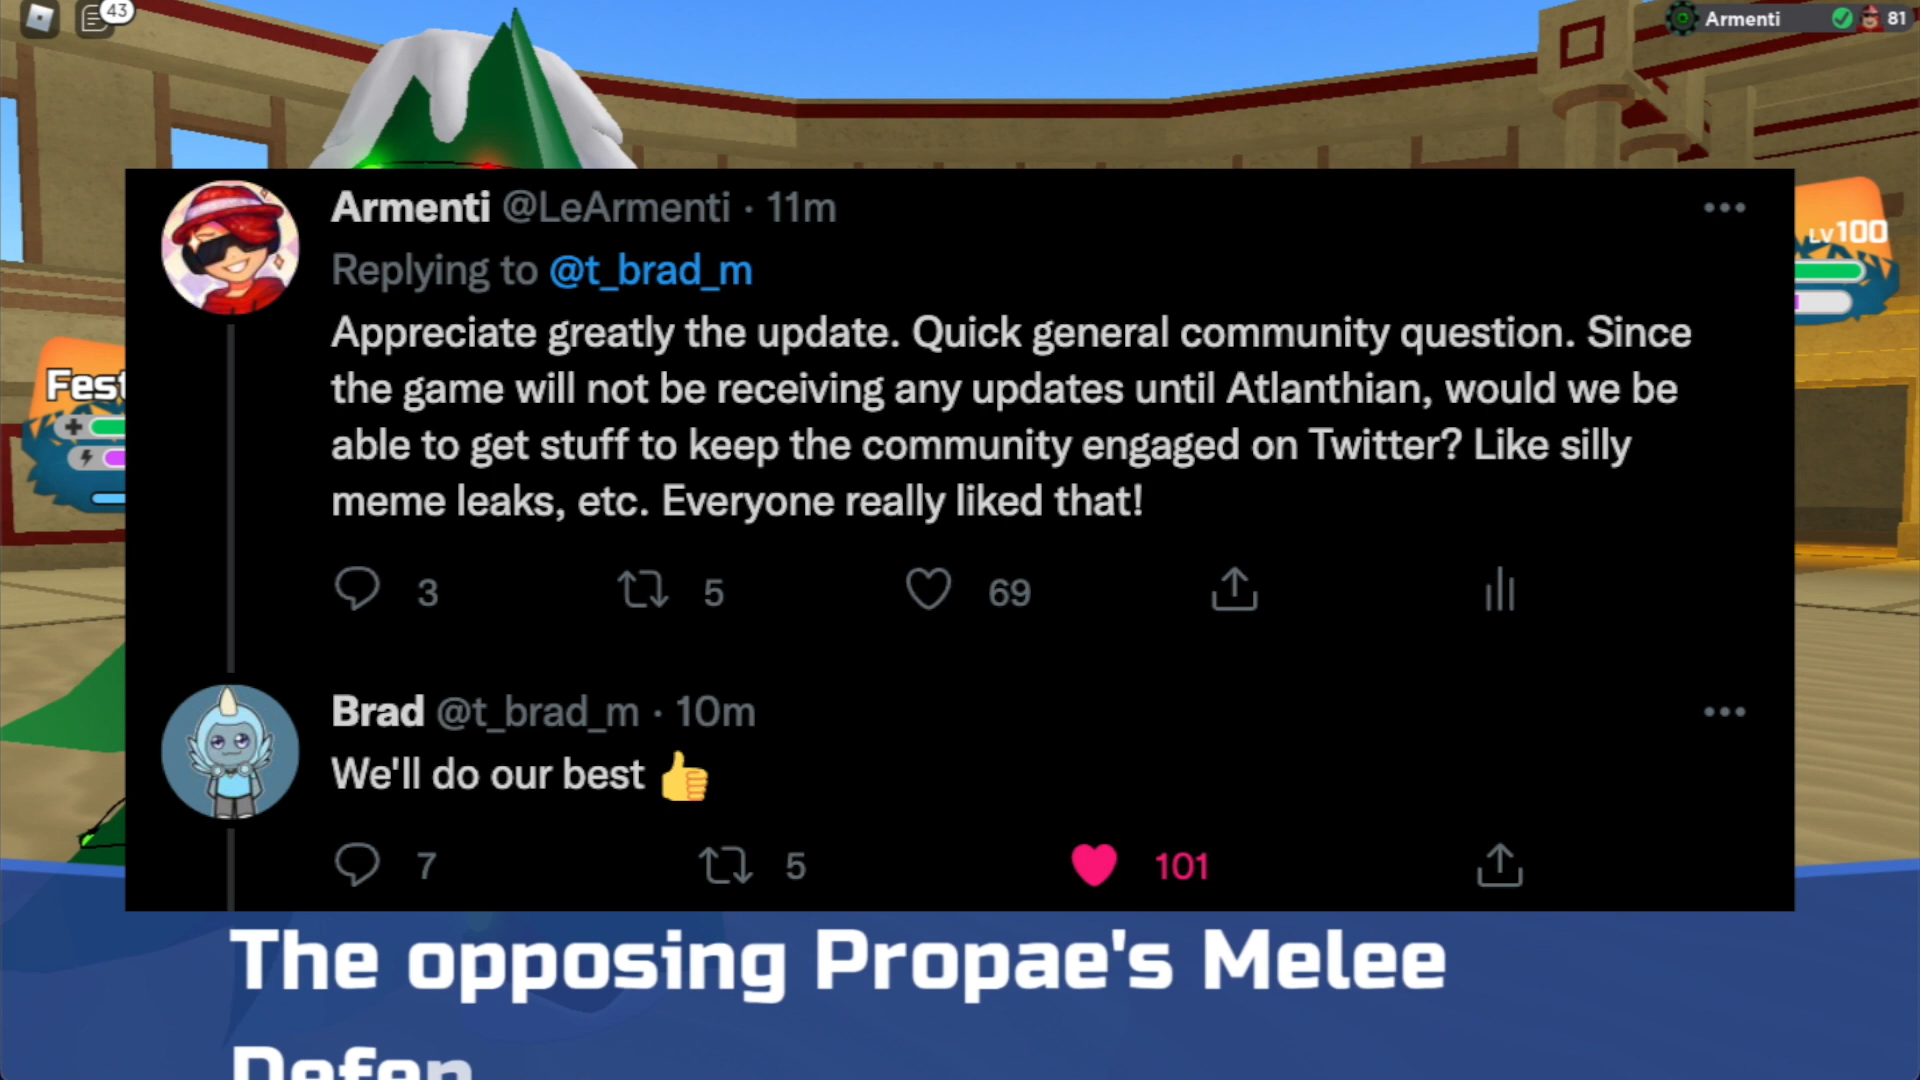 43
Armenti 81
Armenti @LeArmenti · 11m
Replying to @t_brad_m
Appreciate greatly the update. Quick general community question. Since
the game will not be receiving any updates until Atlanthian, would we be
able to get stuff to keep the community engaged on Twitter? Like silly
meme leaks, etc. Everyone really liked that!
3 5 69
LV100
Fest
Brad @t_brad_m · 10m
We'll do our best 👍
7 5 101
The opposing Propae's Melee
Defen